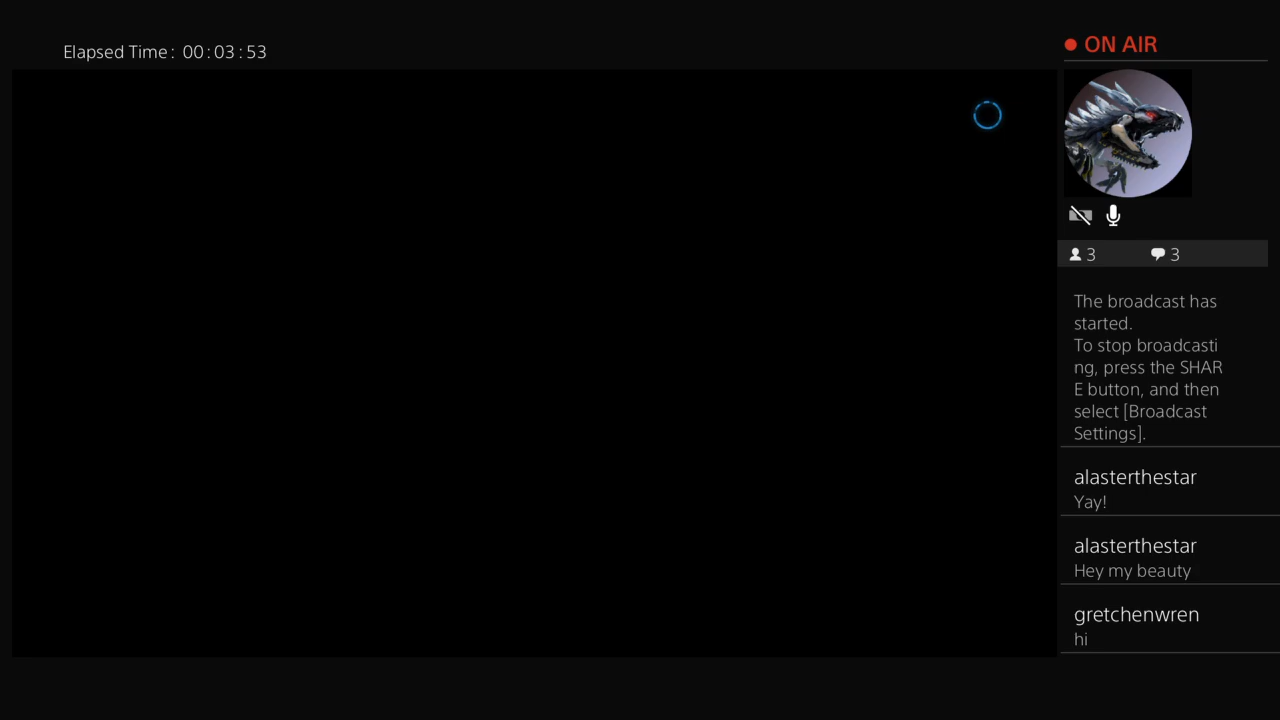 Elapsed Time: 00:03:53
ON AIR
3 3
The broadcast has
started.
To stop broadcasti
ng, press the SHAR
E button, and then
select [Broadcast
Settings].
alasterthestar
Yay!
alasterthestar
Hey my beauty
gretchenwren
hi